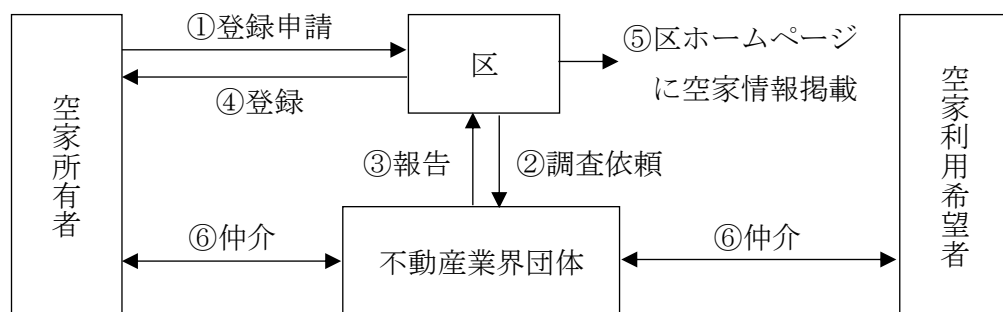 空家所有者
①登録申請
④登録
区
⑤区ホームページ
に空家情報掲載
③報告
②調査依頼
⑥仲介
不動産業界団体
⑥仲介
空家利用希望者